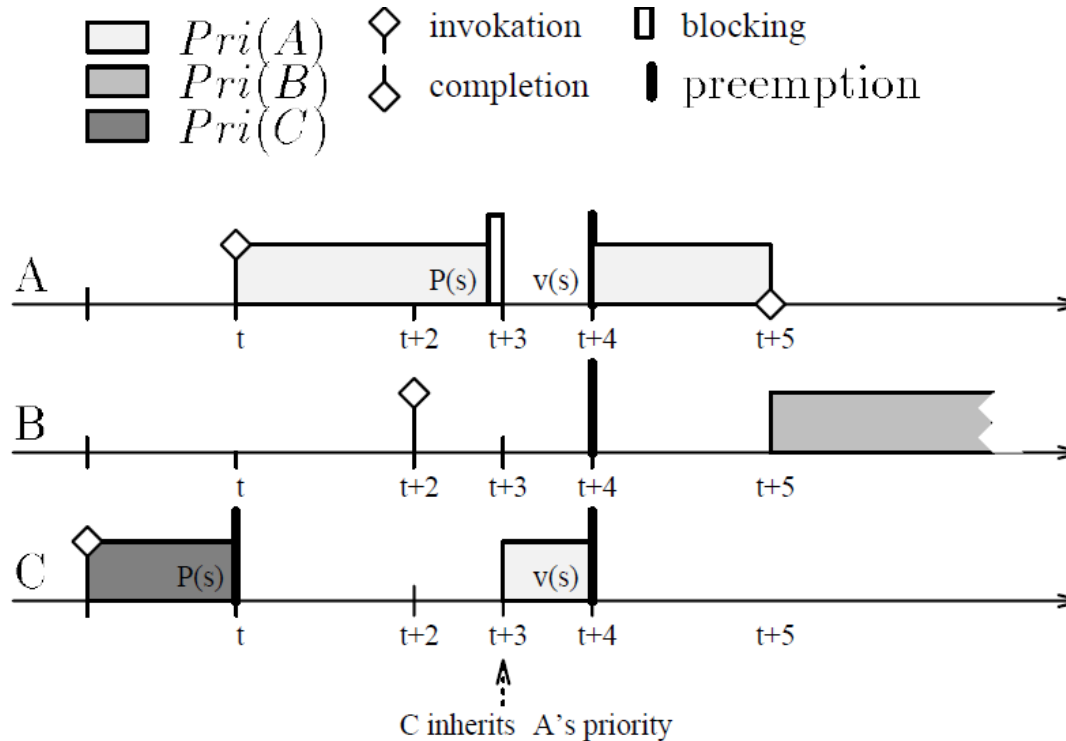 Pri(A) invokation blocking
Pri(B) completion preemption
Pri(C)
A P(s) v(s)
t t+2 t+3 t+4 t+5
B
t t+2 t+3 t+4 t+5
C P(s) v(s)
t t+2 t+3 t+4 t+5
C inherits A's priority